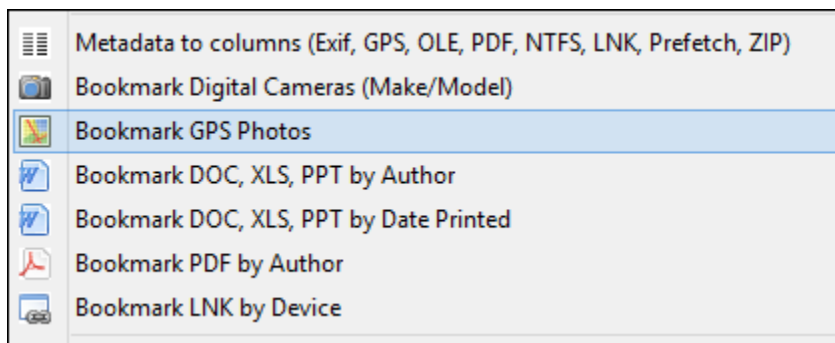 Metadata to columns (Exif, GPS, OLE, PDF, NTFS, LNK, Prefetch, ZIP)
Bookmark Digital Cameras (Make/Model)
Bookmark GPS Photos
Bookmark DOC, XLS, PPT by Author
Bookmark DOC, XLS, PPT by Date Printed
Bookmark PDF by Author
Bookmark LNK by Device